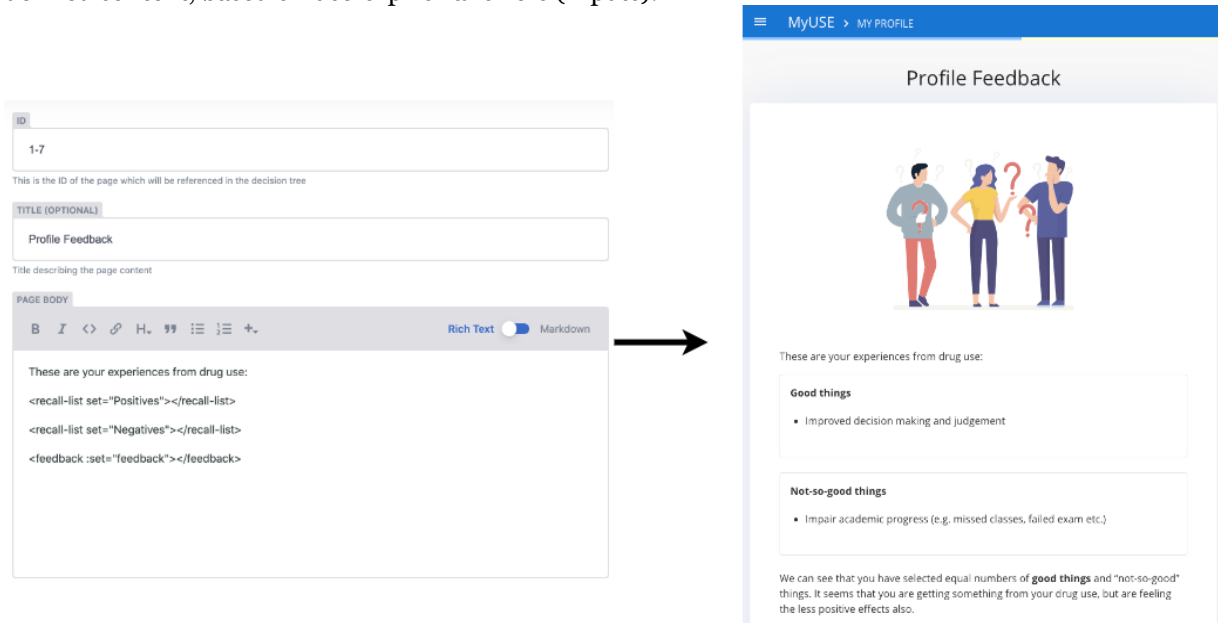 ID
1-7
This is the ID of the page which will be referenced in the decision tree
TITLE (OPTIONAL)
Profile Feedback
Title describing the page content
PAGE BODY
B I <> H
Rich Text Markdown
These are your experiences from drug use:
<recall-list set="Positives"></recall-list>
<recall-list set="Negatives"></recall-list>
<feedback :set="feedback"></feedback>
MyUSE > MY PROFILE
Profile Feedback
These are your experiences from drug use:
Good things
• Improved decision making and judgement
Not-so-good things
• Impair academic progress (e.g. missed classes, failed exam etc.)
We can see that you have selected equal numbers of good things and “not-so-good”
things. It seems that you are getting something from your drug use, but are feeling
the less positive effects also.